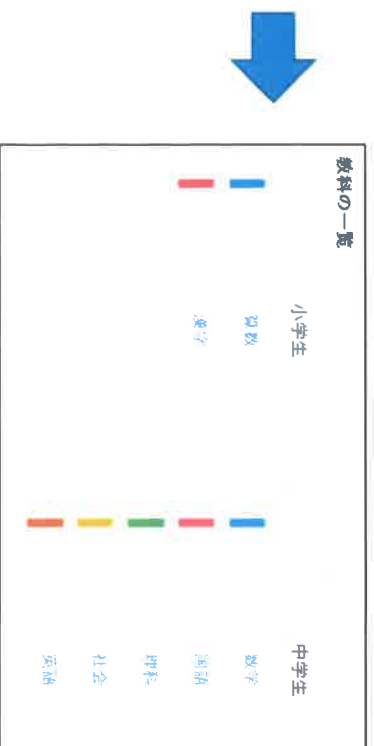 教科の一覧
小学生
算数
漢字
中学生
数学
国語
理科
社会
英語